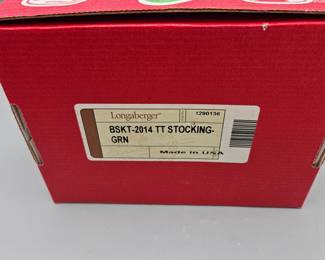 Longaberger®
1290156
BSKT-2014 TT STOCKING-
GRN
Made in USA